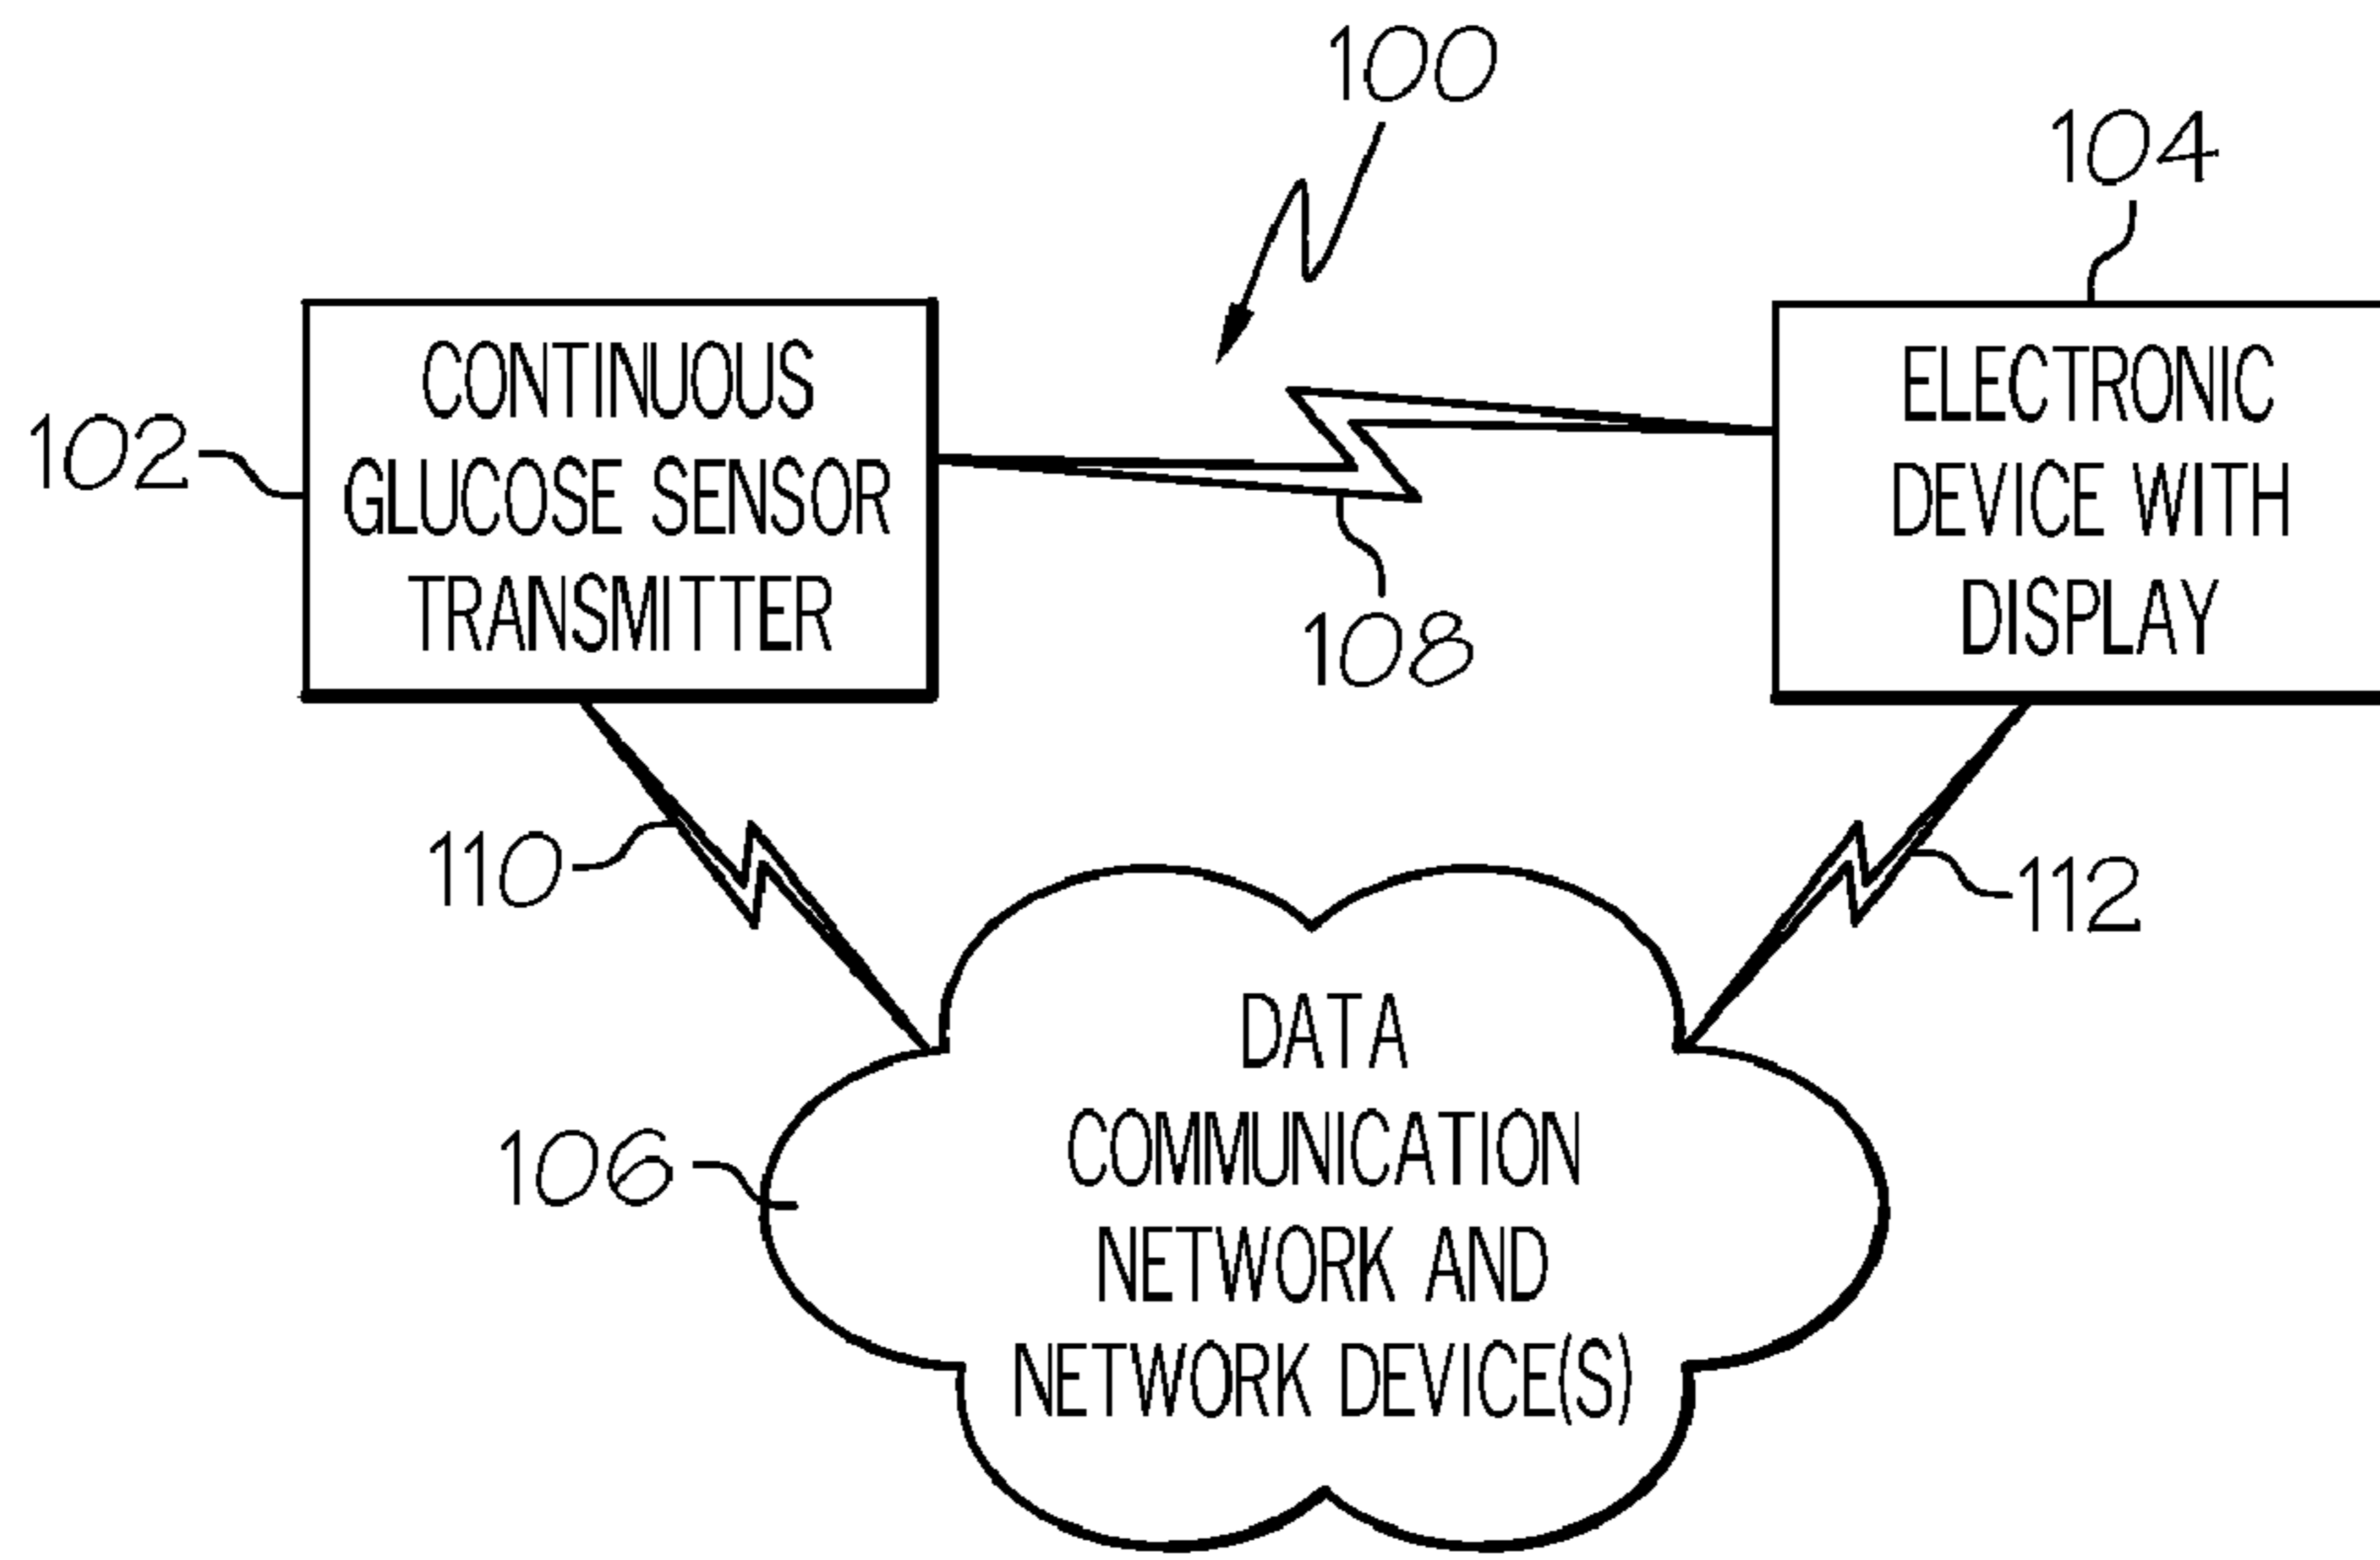 100
104
102
CONTINUOUS
GLUCOSE SENSOR
TRANSMITTER
ELECTRONIC
DEVICE WITH
DISPLAY
108
110
112
106
DATA
COMMUNICATION
NETWORK AND
NETWORK DEVICE(S)